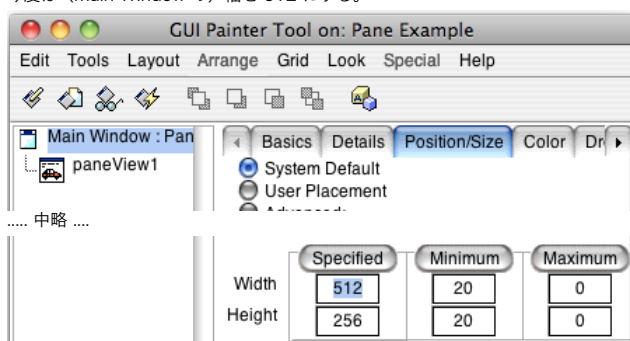 GUI Painter Tool on: Pane Example
Edit Tools Layout Arrange Grid Look Special Help
Main Window : Pan
Basics Details Position/Size Color
paneView1
System Default
User Placement
..... 中略 ....
Specified Minimum Maximum
Width 512 20 0
Height 256 20 0